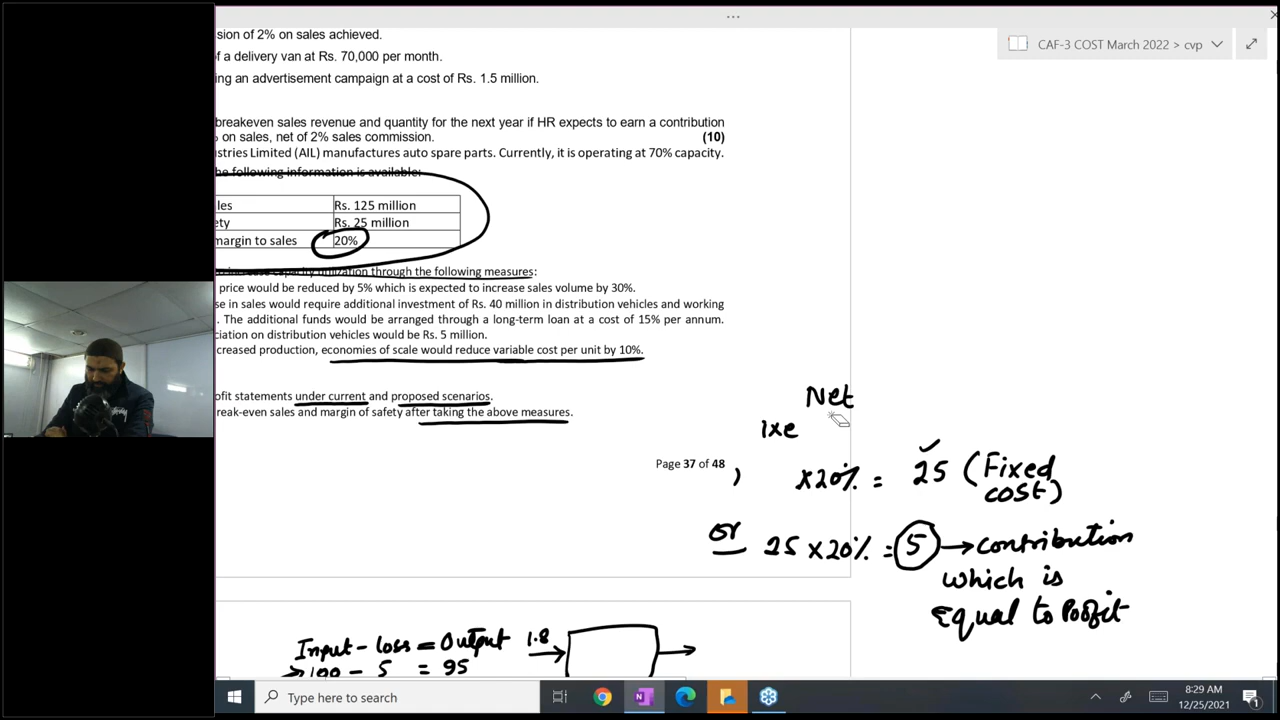 CAF-3 COST March 2022 > cvp
sion of 2% on sales achieved.
f a delivery van at Rs. 70,000 per month.
ing an advertisement campaign at a cost of Rs. 1.5 million.
breakeven sales revenue and quantity for the next year if HR expects to earn a contribution
on sales, net of 2% sales commission. (10)
stries Limited (AIL) manufactures auto spare parts. Currently, it is operating at 70% capacity.
he following information is available:
les Rs. 125 million
ety Rs. 25 million
margin to sales 20%
increase capacity utilization through the following measures:
price would be reduced by 5% which is expected to increase sales volume by 30%.
se in sales would require additional investment of Rs. 40 million in distribution vehicles and working
. The additional funds would be arranged through a long-term loan at a cost of 15% per annum.
ciation on distribution vehicles would be Rs. 5 million.
creased production, economies of scale would reduce variable cost per unit by 10%.
ofit statements under current and proposed scenarios.
reak-even sales and margin of safety after taking the above measures.
Net
ixe
Page 37 of 48
, x20% = 25 (Fixed
cost)
or 25 x20% = 5 → contribution
which is
Equal to Profit
Input - loss = Output 1.8
→ 100 - 5 = 95
Type here to search
8:29 AM
12/25/2021
1